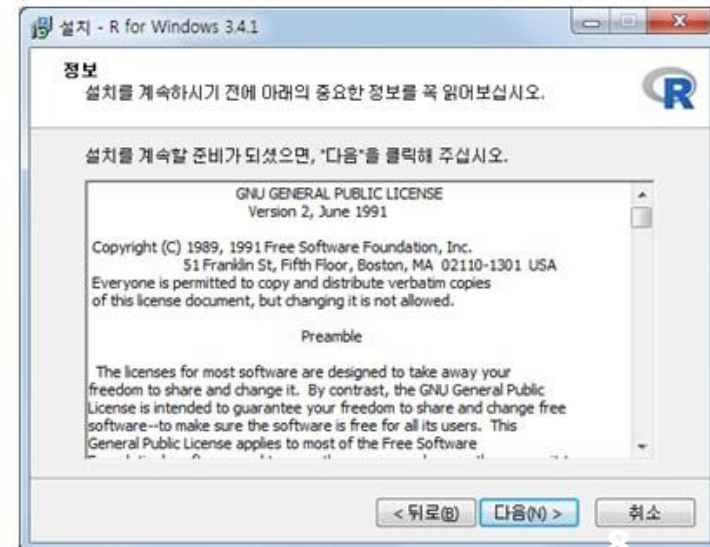 설치 - R for Windows 3.4.1
정보
설치를 계속하시기 전에 아래의 중요한 정보를 꼭 읽어보십시오.
R
설치를 계속할 준비가 되셨으면, "다음"을 클릭해 주십시오.
GNU GENERAL PUBLIC LICENSE
Version 2, June 1991
Copyright (C) 1989, 1991 Free Software Foundation, Inc.
51 Franklin St, Fifth Floor, Boston, MA 02110-1301 USA
Everyone is permitted to copy and distribute verbatim copies
of this license document, but changing it is not allowed.
Preamble
The licenses for most software are designed to take away your
freedom to share and change it. By contrast, the GNU General Public
License is intended to guarantee your freedom to share and change free
software--to make sure the software is free for all its users. This
General Public License applies to most of the Free Software
< 뒤로(B) 다음(N) > 취소
8